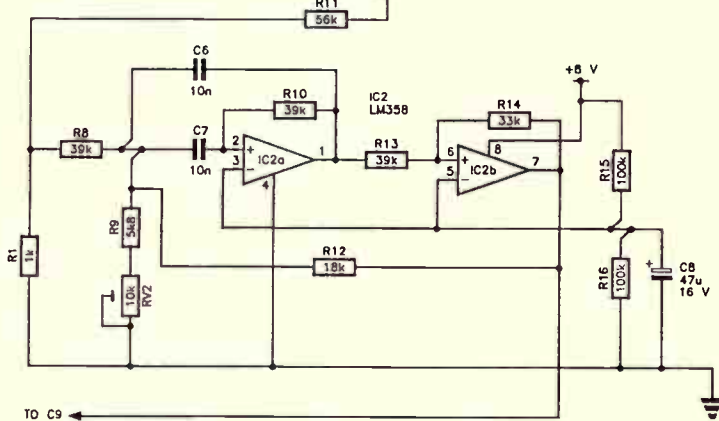 R11
56k
C6
10n
R10
39k
IC2
LM358
+8 V
R14
33k
R8
39k
C7
10n
2
+
3
−
IC2a
1
4
R13
39k
6
+
5
−
IC2b
8
7
R15
100k
R9
5k8
R1
1k
R12
18k
10k
RV2
R16
100k
+
C8
47u
16 V
TO C9